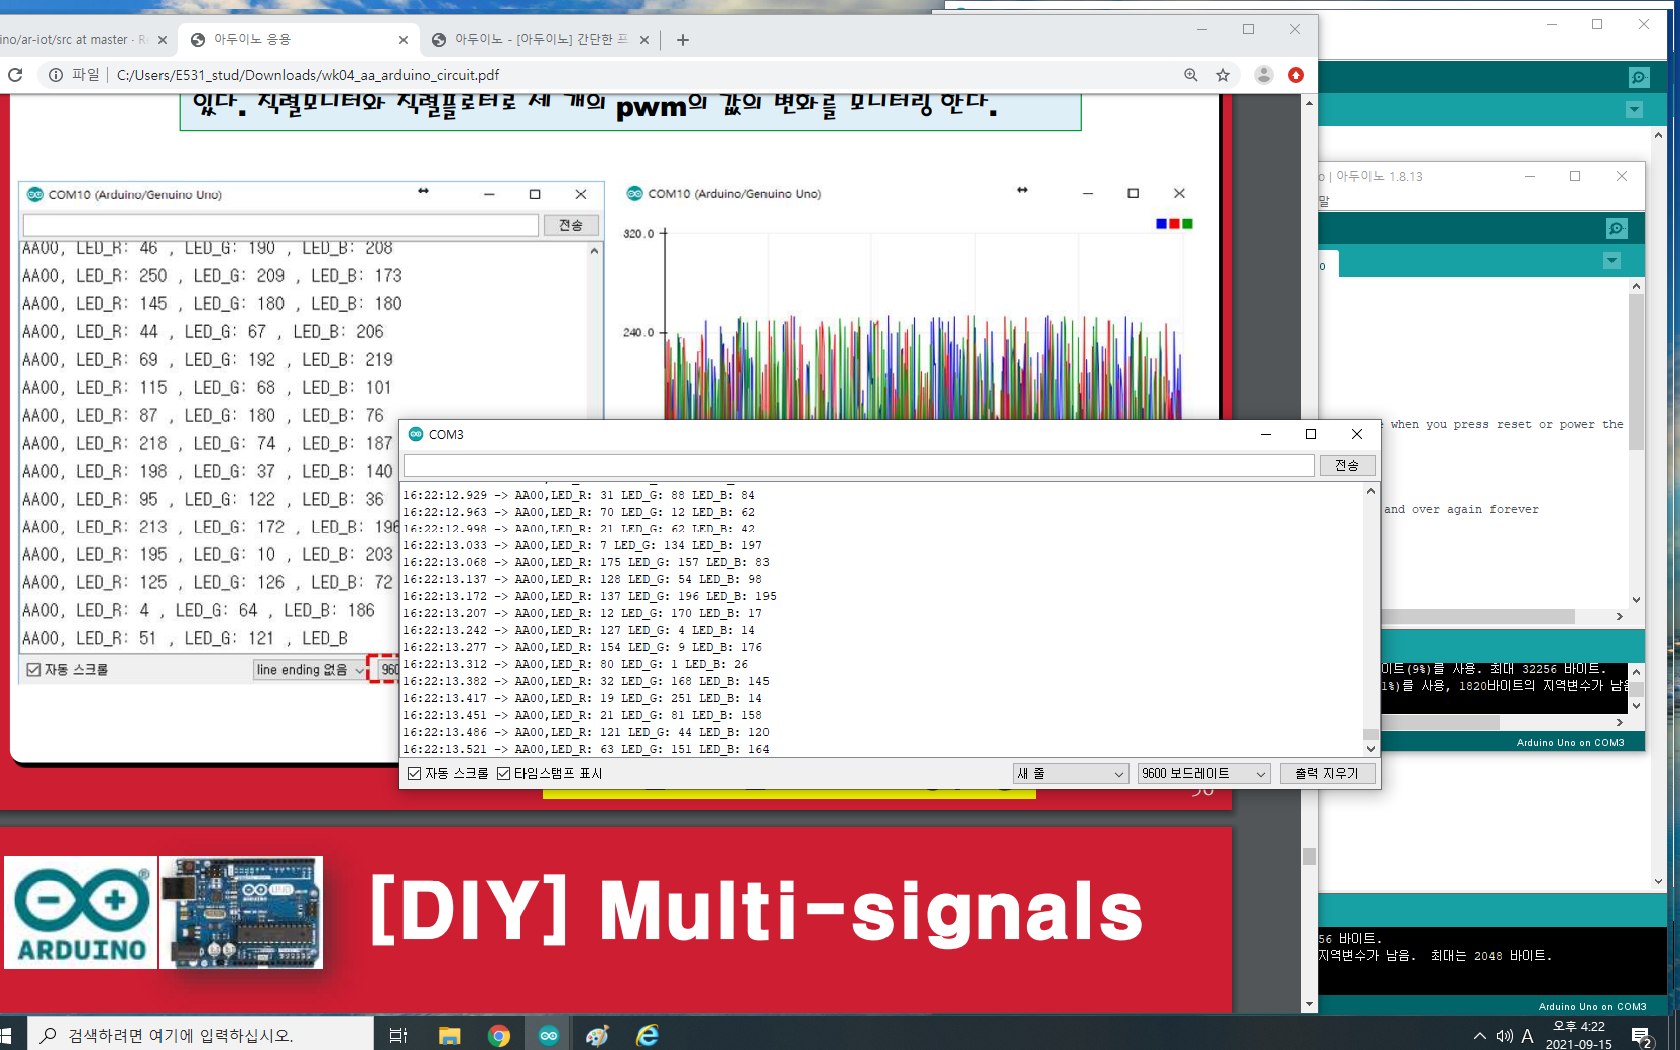 ino/ar-iot/src at master · Re
아두이노 응용
아두이노 - [아두이노] 간단한 프
파일
C:/Users/E531_stud/Downloads/wk04_aa_arduino_circuit.pdf
있다. 직렬모니터와 직렬플로터로 세 개의 pwm의 값의 변화를 모니터링 한다.
COM10 (Arduino/Genuino Uno)
전송
AA00, LED_R: 46 , LED_G: 190 , LED_B: 208
AA00, LED_R: 250 , LED_G: 209 , LED_B: 173
AA00, LED_R: 145 , LED_G: 180 , LED_B: 180
AA00, LED_R: 44 , LED_G: 67 , LED_B: 206
AA00, LED_R: 69 , LED_G: 192 , LED_B: 219
AA00, LED_R: 115 , LED_G: 68 , LED_B: 101
AA00, LED_R: 87 , LED_G: 180 , LED_B: 76
AA00, LED_R: 218 , LED_G: 74 , LED_B: 187
AA00, LED_R: 198 , LED_G: 37 , LED_B: 140
AA00, LED_R: 95 , LED_G: 122 , LED_B: 36
AA00, LED_R: 213 , LED_G: 172 , LED_B: 196
AA00, LED_R: 195 , LED_G: 10 , LED_B: 203
AA00, LED_R: 125 , LED_G: 126 , LED_B: 72
AA00, LED_R: 4 , LED_G: 64 , LED_B: 186
AA00, LED_R: 51 , LED_G: 121 , LED_B
자동 스크롤
line ending 없음
960
COM10 (Arduino/Genuino Uno)
320.0
240.0
COM3
전송
16:22:12.929 -> AA00,LED_R: 31 LED_G: 88 LED_B: 84
16:22:12.963 -> AA00,LED_R: 70 LED_G: 12 LED_B: 62
16:22:12.998 -> AA00,LED_R: 21 LED_G: 62 LED_B: 42
16:22:13.033 -> AA00,LED_R: 7 LED_G: 134 LED_B: 197
16:22:13.068 -> AA00,LED_R: 175 LED_G: 157 LED_B: 83
16:22:13.137 -> AA00,LED_R: 128 LED_G: 54 LED_B: 98
16:22:13.172 -> AA00,LED_R: 137 LED_G: 196 LED_B: 195
16:22:13.207 -> AA00,LED_R: 12 LED_G: 170 LED_B: 17
16:22:13.242 -> AA00,LED_R: 127 LED_G: 4 LED_B: 14
16:22:13.277 -> AA00,LED_R: 154 LED_G: 9 LED_B: 176
16:22:13.312 -> AA00,LED_R: 80 LED_G: 1 LED_B: 26
16:22:13.382 -> AA00,LED_R: 32 LED_G: 168 LED_B: 145
16:22:13.417 -> AA00,LED_R: 19 LED_G: 251 LED_B: 14
16:22:13.451 -> AA00,LED_R: 21 LED_G: 81 LED_B: 158
16:22:13.486 -> AA00,LED_R: 121 LED_G: 44 LED_B: 120
16:22:13.521 -> AA00,LED_R: 63 LED_G: 151 LED_B: 164
자동 스크롤
타임스탬프 표시
새 줄
9600 보드레이트
출력 지우기
o | 아두이노 1.8.13
말
o
when you press reset or power the
and over again forever
이트(9%)를 사용. 최대 32256 바이트.
1%)를 사용, 1820바이트의 지역변수가 남음
Arduino Uno on COM3
56 바이트.
지역변수가 남음. 최대는 2048 바이트.
Arduino Uno on COM3
ARDUINO
[DIY] Multi-signals
검색하려면 여기에 입력하십시오.
A
오후 4:22
2021-09-15
2